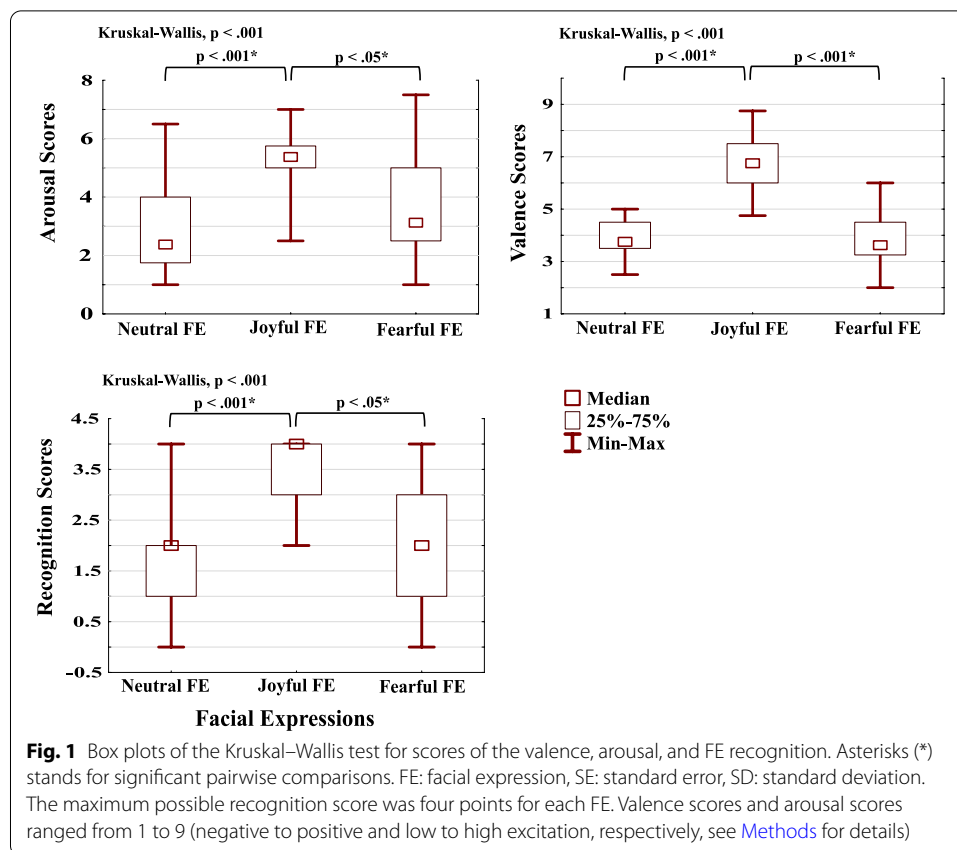 Kruskal-Wallis, p < .001
p < .001*
p < .05*
8
6
4
2
0
Arousal Scores
Neutral FE
Joyful FE
Fearful FE
Kruskal-Wallis, p < .001
p < .001*
p < .001*
9
7
5
3
1
Valence Scores
Neutral FE
Joyful FE
Fearful FE
Kruskal-Wallis, p < .001
p < .001*
p < .05*
4.5
3.5
2.5
1.5
0.5
-0.5
Recognition Scores
Neutral FE
Joyful FE
Fearful FE
Facial Expressions
Median
25%-75%
Min-Max
Fig. 1 Box plots of the Kruskal–Wallis test for scores of the valence, arousal, and FE recognition. Asterisks (*)
stands for significant pairwise comparisons. FE: facial expression, SE: standard error, SD: standard deviation.
The maximum possible recognition score was four points for each FE. Valence scores and arousal scores
ranged from 1 to 9 (negative to positive and low to high excitation, respectively, see Methods for details)